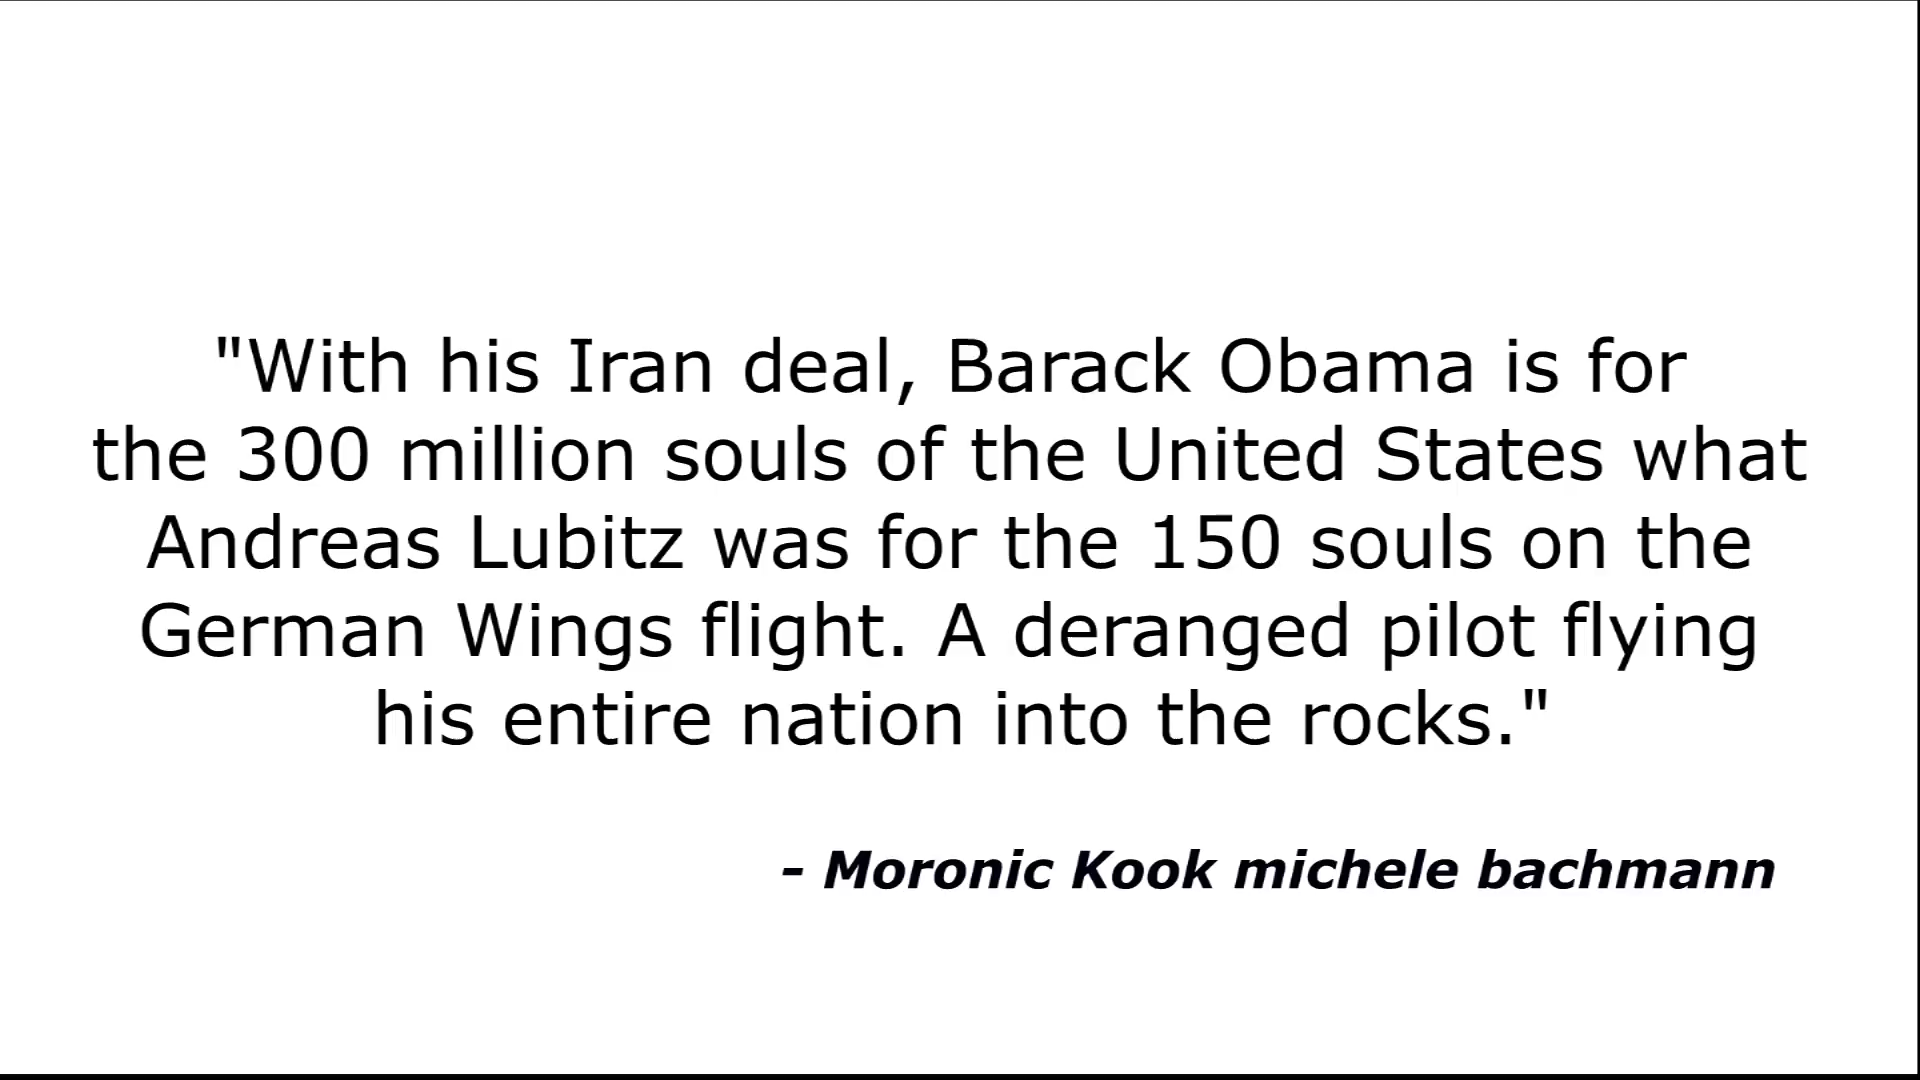 "With his Iran deal, Barack Obama is for
the 300 million souls of the United States what
Andreas Lubitz was for the 150 souls on the
German Wings flight. A deranged pilot flying
his entire nation into the rocks."
- Moronic Kook michele bachmann